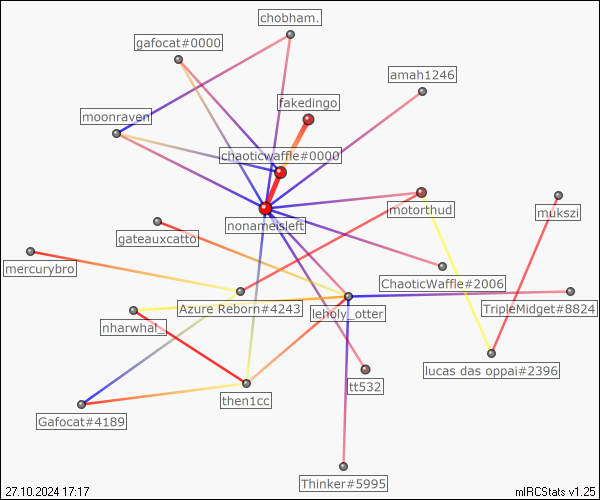 chobham.
gafocat#0000
amah1246
fakedingo
moonraven
chaoticwaffle#0000
motorthud
mukszi
nonameisleft
gateauxcatto
mercurybro
ChaoticWaffle#2006
Azure Reborn#4243
leholy_otter
TripleMidget#8824
nharwhal_
lucas das oppai#2396
tt532
then1cc
Gafocat#4189
Thinker#5995
27.10.2024 17:17
mIRCStats v1.25